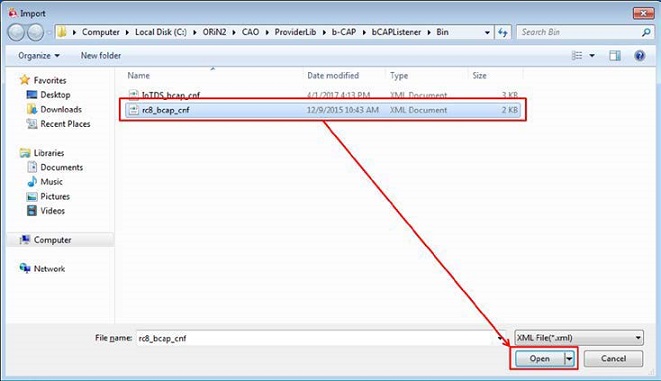 Import
Computer ▸ Local Disk (C:) ▸ ORiN2 ▸ CAO ▸ ProviderLib ▸ b-CAP ▸ bCAPListener ▸ Bin
Search Bin
Organize
New folder
Name Date modified Type Size
Favorites
Desktop
Downloads
Recent Places
Libraries
Documents
Music
Pictures
Videos
Computer
Network
IoTDS_bcap_cnf 4/1/2017 4:13 PM XML Document 3 KB
rc8_bcap_cnf 12/9/2015 10:43 AM XML Document 2 KB
File name: rc8_bcap_cnf XML File(*.xml)
Open Cancel